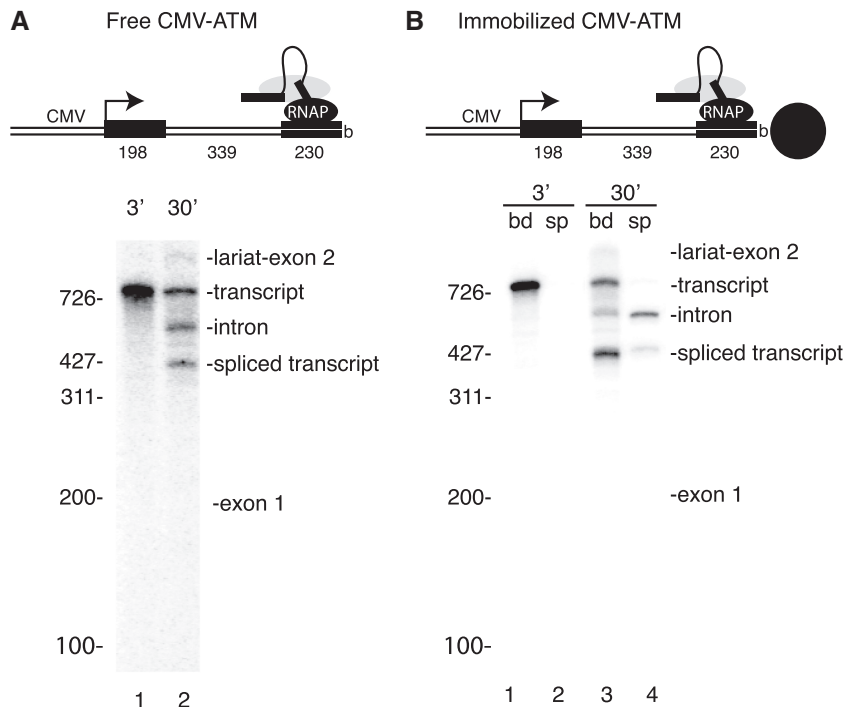 A Free CMV-ATM
CMV
RNAP
b
198 339 230
3’ 30’
-lariat-exon 2
726- -transcript
-intron
427- -spliced transcript
311-
200- -exon 1
100-
1 2
B Immobilized CMV-ATM
CMV
RNAP
b
198 339 230
3’ 30’
bd sp bd sp
-lariat-exon 2
726- -transcript
-intron
427- -spliced transcript
311-
200- -exon 1
100-
1 2 3 4